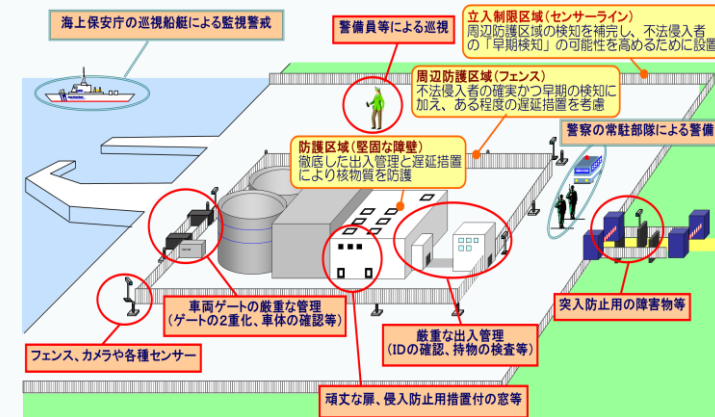 海上保安庁の巡視船艇による監視警戒
警備員等による巡視
立入制限区域(センサーライン)
周辺防護区域の検知を補完し、不法侵入者
の「早期検知」の可能性を高めるために設置
周辺防護区域(フェンス)
不法侵入者の確実かつ早期の検知に
加え、ある程度の遅延措置を考慮
警察の常駐部隊による警備
防護区域(堅固な障壁)
徹底した出入管理と遅延措置
により核物質を防護
車両ゲートの厳重な管理
(ゲートの2重化、車体の確認等)
突入防止用の障害物等
厳重な出入管理
(IDの確認、持物の検査等)
フェンス、カメラや各種センサー
頑丈な扉、侵入防止用措置付の窓等